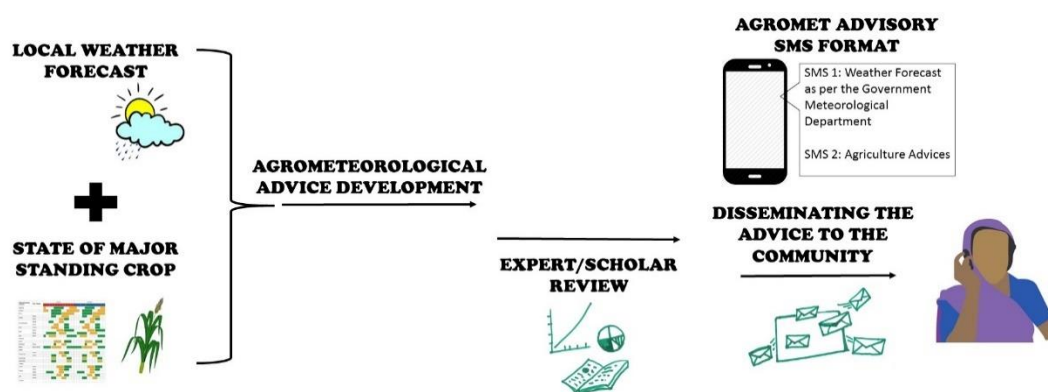 LOCAL WEATHER
FORECAST
STATE OF MAJOR
STANDING CROP
AGROMETEOROLOGICAL
ADVICE DEVELOPMENT
EXPERT/SCHOLAR
REVIEW
AGROMET ADVISORY
SMS FORMAT
SMS 1: Weather Forecast
as per the Government
Meteorological
Department
SMS 2: Agriculture Advices
DISSEMINATING THE
ADVICE TO THE
COMMUNITY